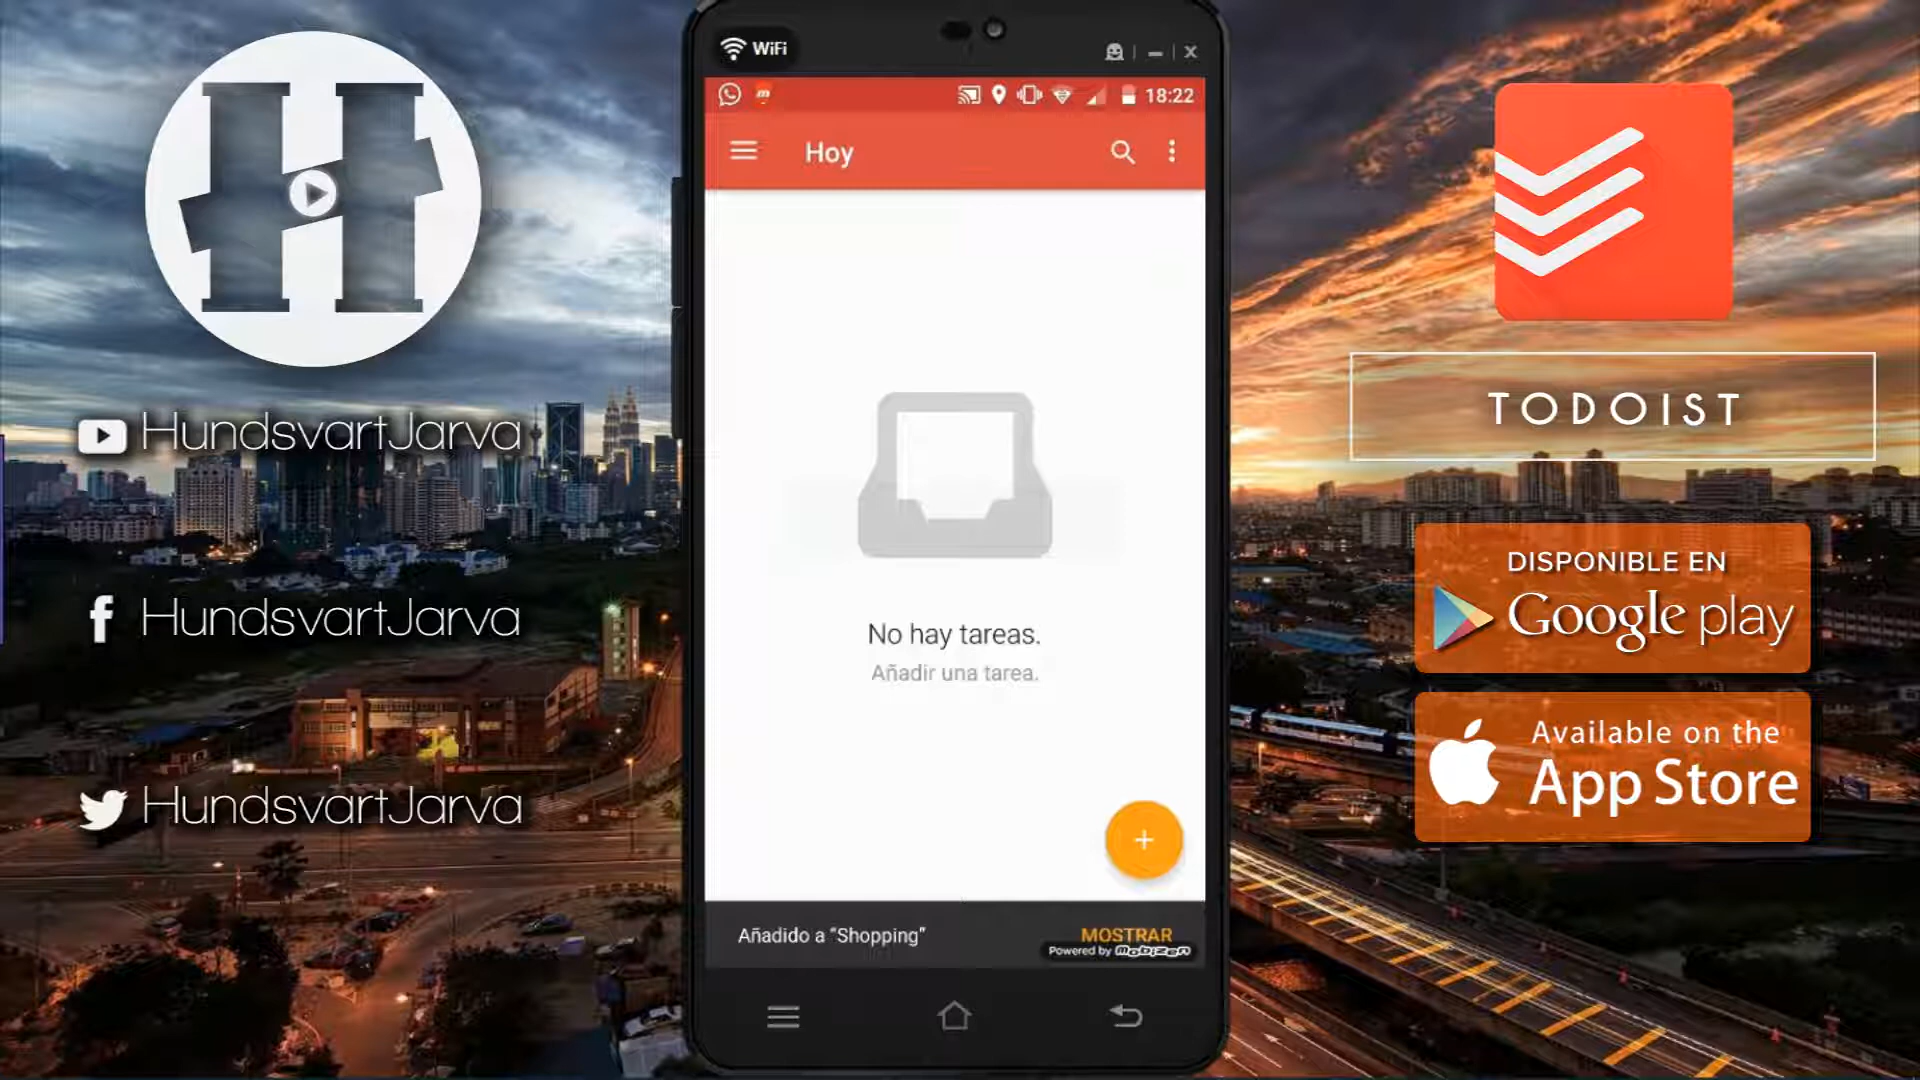 HundsvartJarva
HundsvartJarva
HundsvartJarva
WiFi
18:22
Hoy
No hay tareas.
Añadir una tarea.
+
Añadido a “Shopping”
MOSTRAR
Powered by mobizen
TODOIST
DISPONIBLE EN
Google play
Available on the
App Store